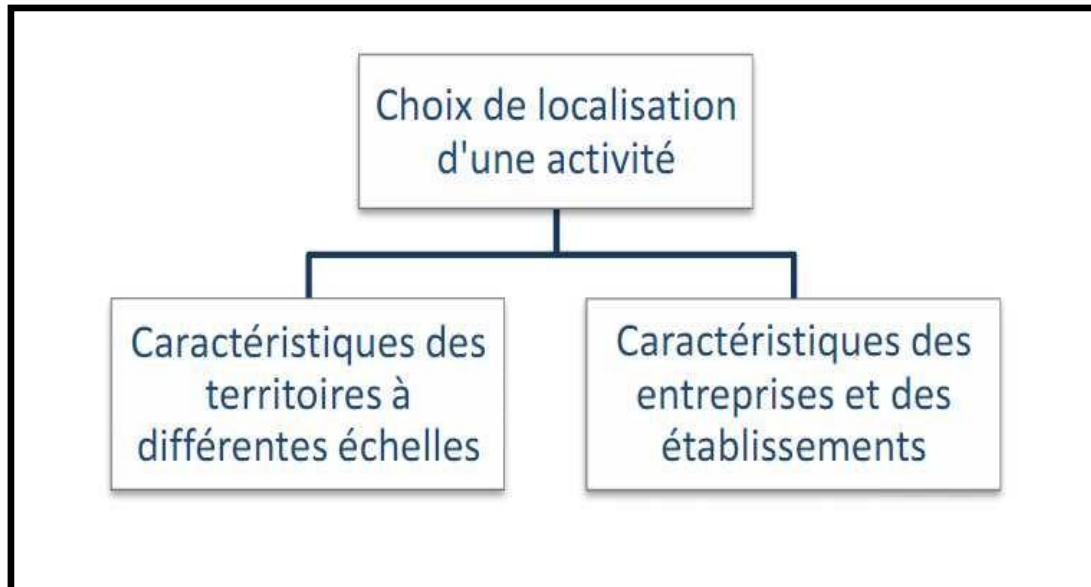 Choix de localisation
d'une activité
Caractéristiques des
territoires à
différentes échelles
Caractéristiques des
entreprises et des
établissements